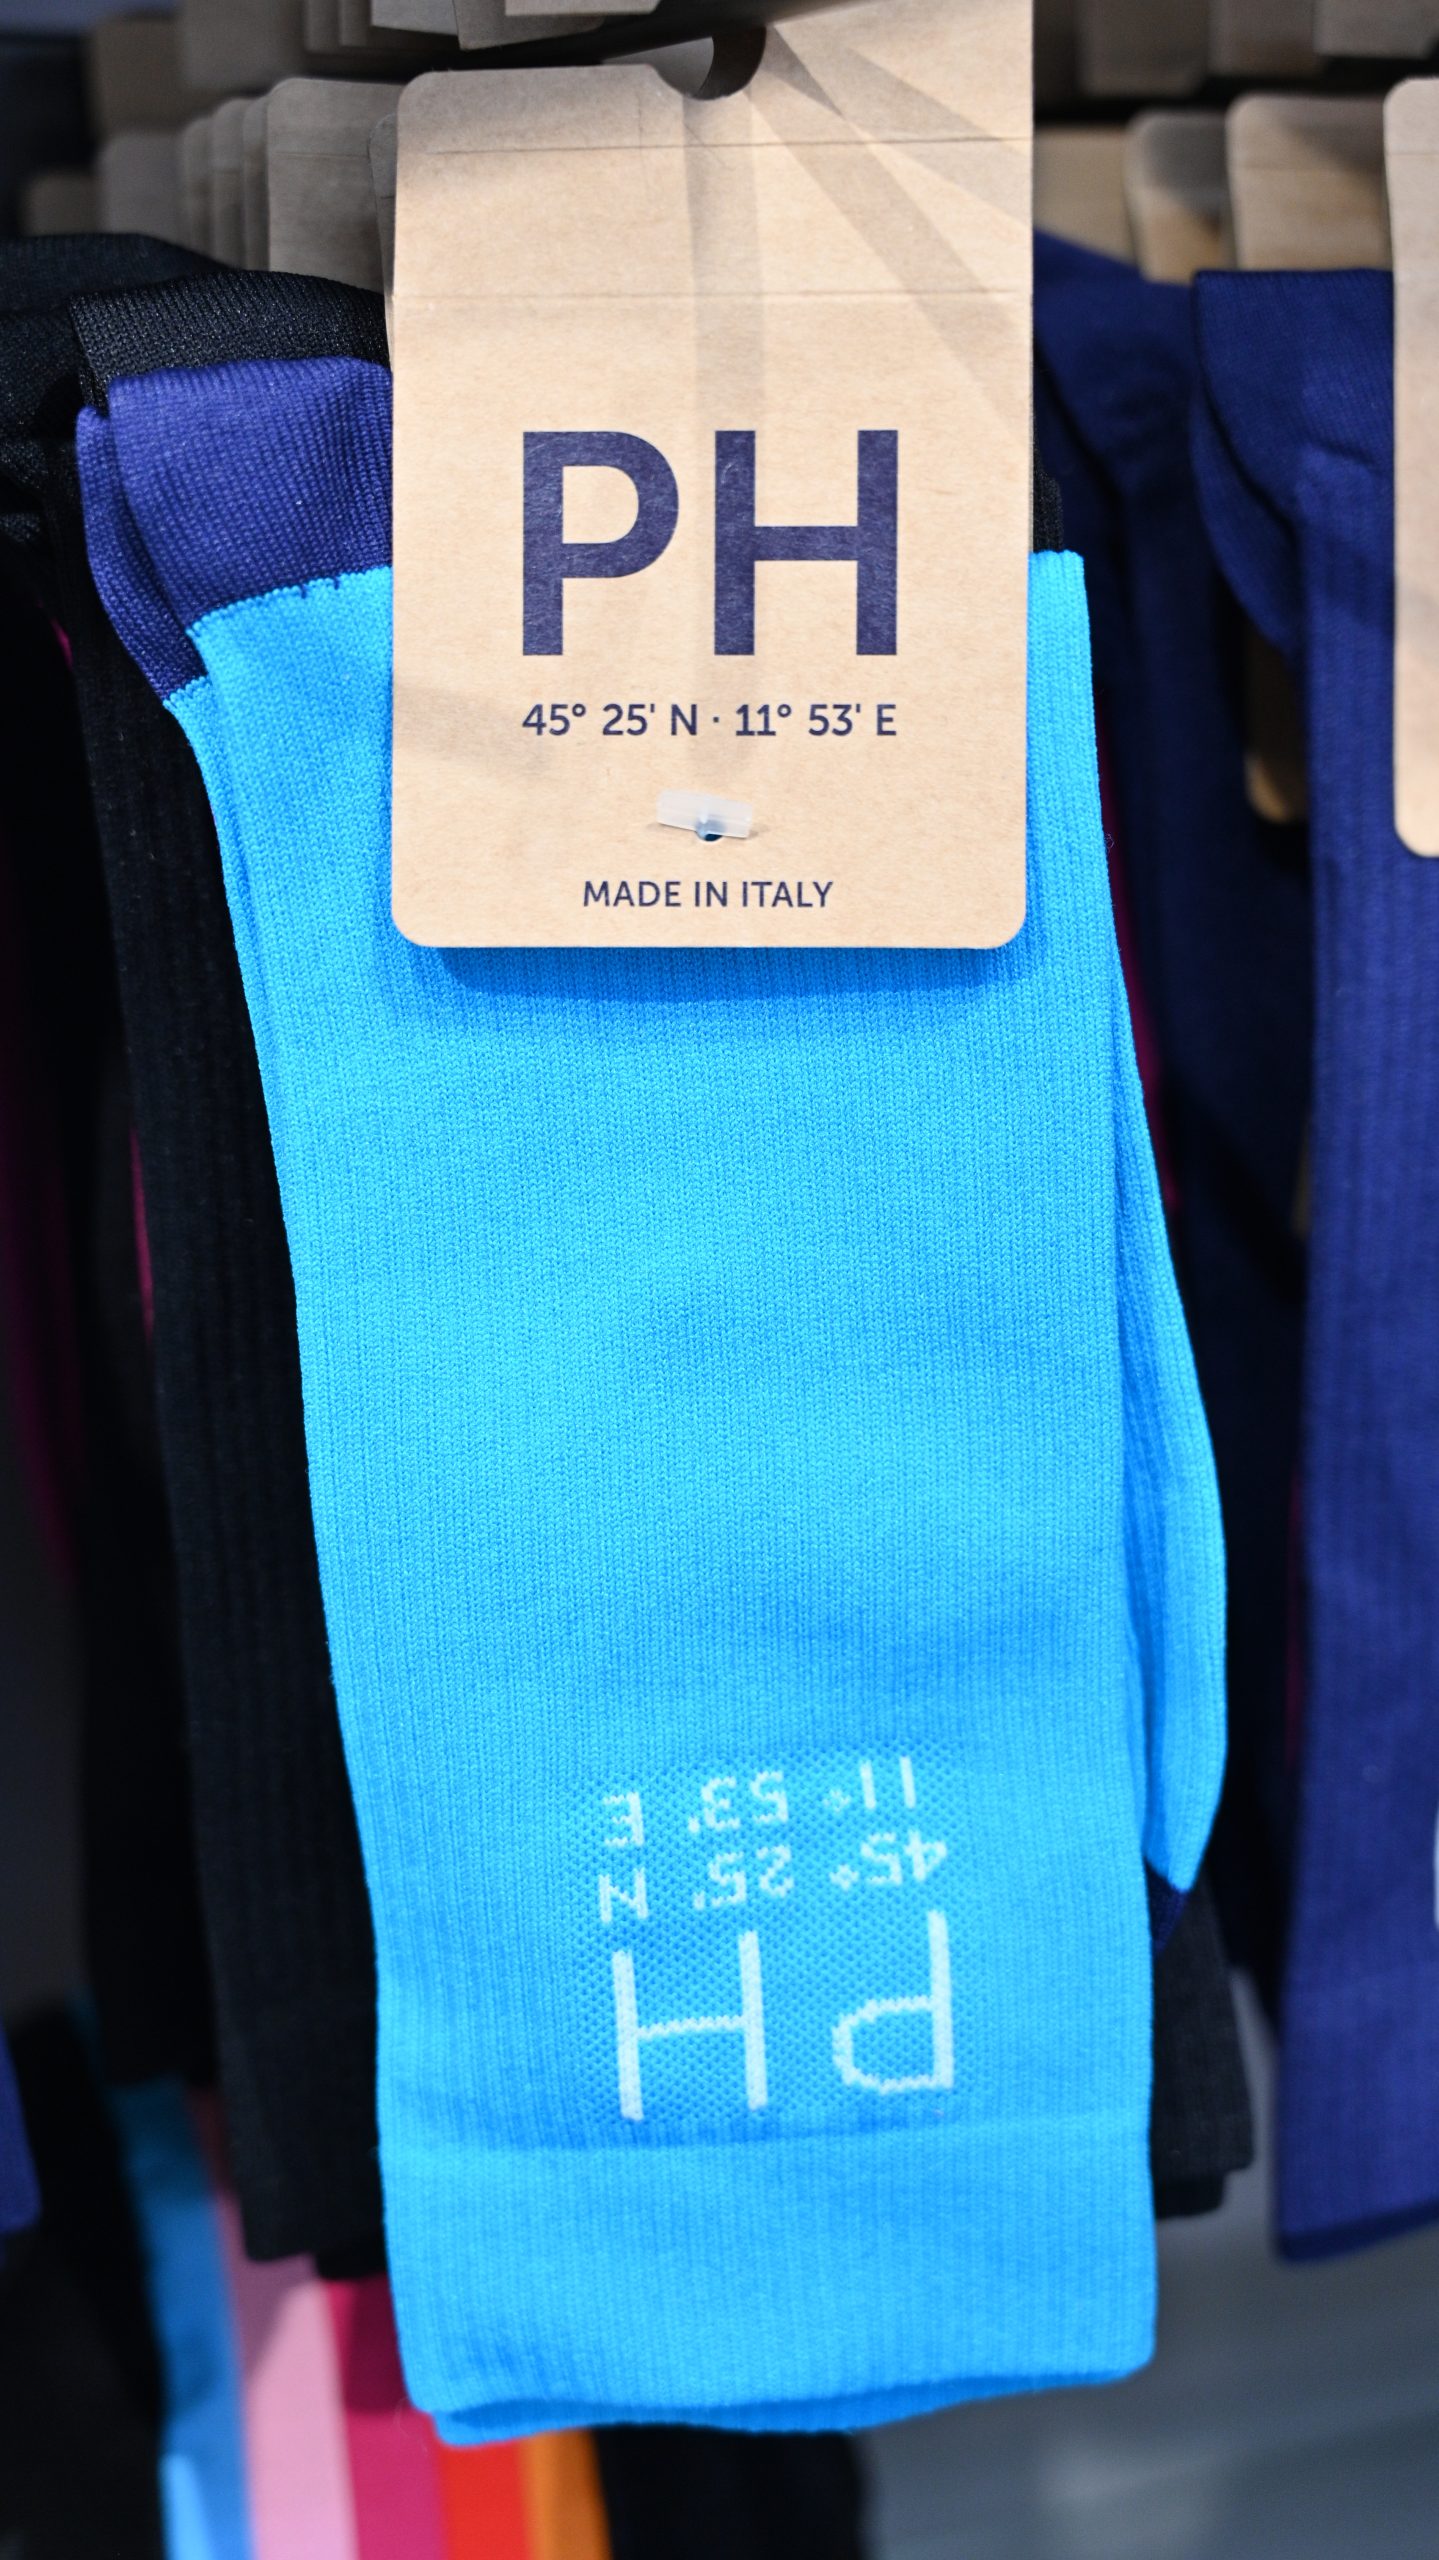 PH
45° 25' N · 11° 53' E
MADE IN ITALY
PH
45° 25' N
11° 53' E